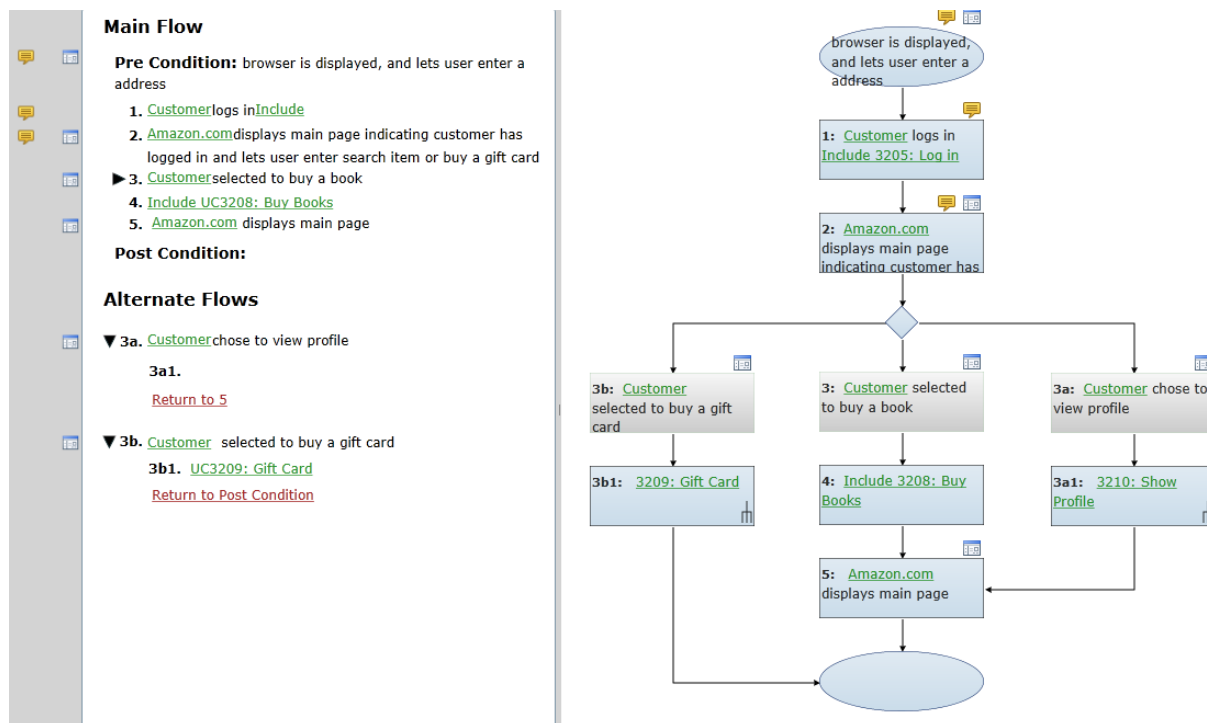 Main Flow
Pre Condition: browser is displayed, and lets user enter a
address
1. Customerlogs inInclude
2. Amazon.comdisplays main page indicating customer has
logged in and lets user enter search item or buy a gift card
3. Customerselected to buy a book
4. Include UC3208: Buy Books
5. Amazon.com displays main page
Post Condition:
Alternate Flows
3a. Customerchose to view profile
3a1.
Return to 5
3b. Customer selected to buy a gift card
3b1. UC3209: Gift Card
Return to Post Condition
browser is displayed,
and lets user enter a
address
1: Customer logs in
Include 3205: Log in
2: Amazon.com
displays main page
indicating customer has
3b: Customer
selected to buy a gift
card
3: Customer selected
to buy a book
3a: Customer chose to
view profile
3b1: 3209: Gift Card
4: Include 3208: Buy
Books
3a1: 3210: Show
Profile
5: Amazon.com
displays main page